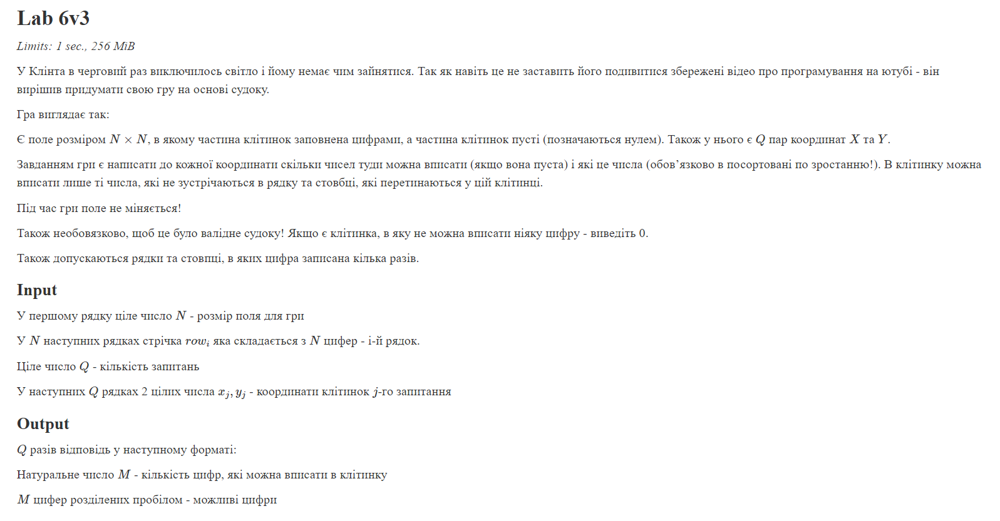 Lab 6v3
Limits: 1 sec., 256 MiB
У Клінта в черговий раз виключилось світло і йому немає чим зайнятися. Так як навіть це не заставить його подивитися збережені відео про програмування на ютубі - він
вирішив придумати свою гру на основі судоку.
Гра виглядає так:
Є поле розміром N × N, в якому частина клітинок заповнена цифрами, а частина клітинок пусті (позначаються нулем). Також у нього є Q пар координат X та Y.
Завданням гри є написати до кожної координати скільки чисел туди можна вписати (якщо вона пуста) і які це числа (обов’язково в посортовані по зростанню!). В клітинку можна
вписати лише ті числа, які не зустрічаються в рядку та стовбці, які перетинаються у цій клітинці.
Під час гри поле не міняється!
Також необовязково, щоб це було валідне судоку! Якщо є клітинка, в яку не можна вписати ніяку цифру - виведіть 0.
Також допускаються рядки та стовпці, в яких цифра записана кілька разів.
Input
У першому рядку ціле число N - розмір поля для гри
У N наступних рядках стрічка row_i яка складається з N цифер - і-й рядок.
Ціле число Q - кількість запитань
У наступних Q рядках 2 цілих числа x_j, y_j - координати клітинок j-го запитання
Output
Q разів відповідь у наступному форматі:
Натуральне число M - кількість цифр, які можна вписати в клітинку
M цифер розділених пробілом - можливі цифри